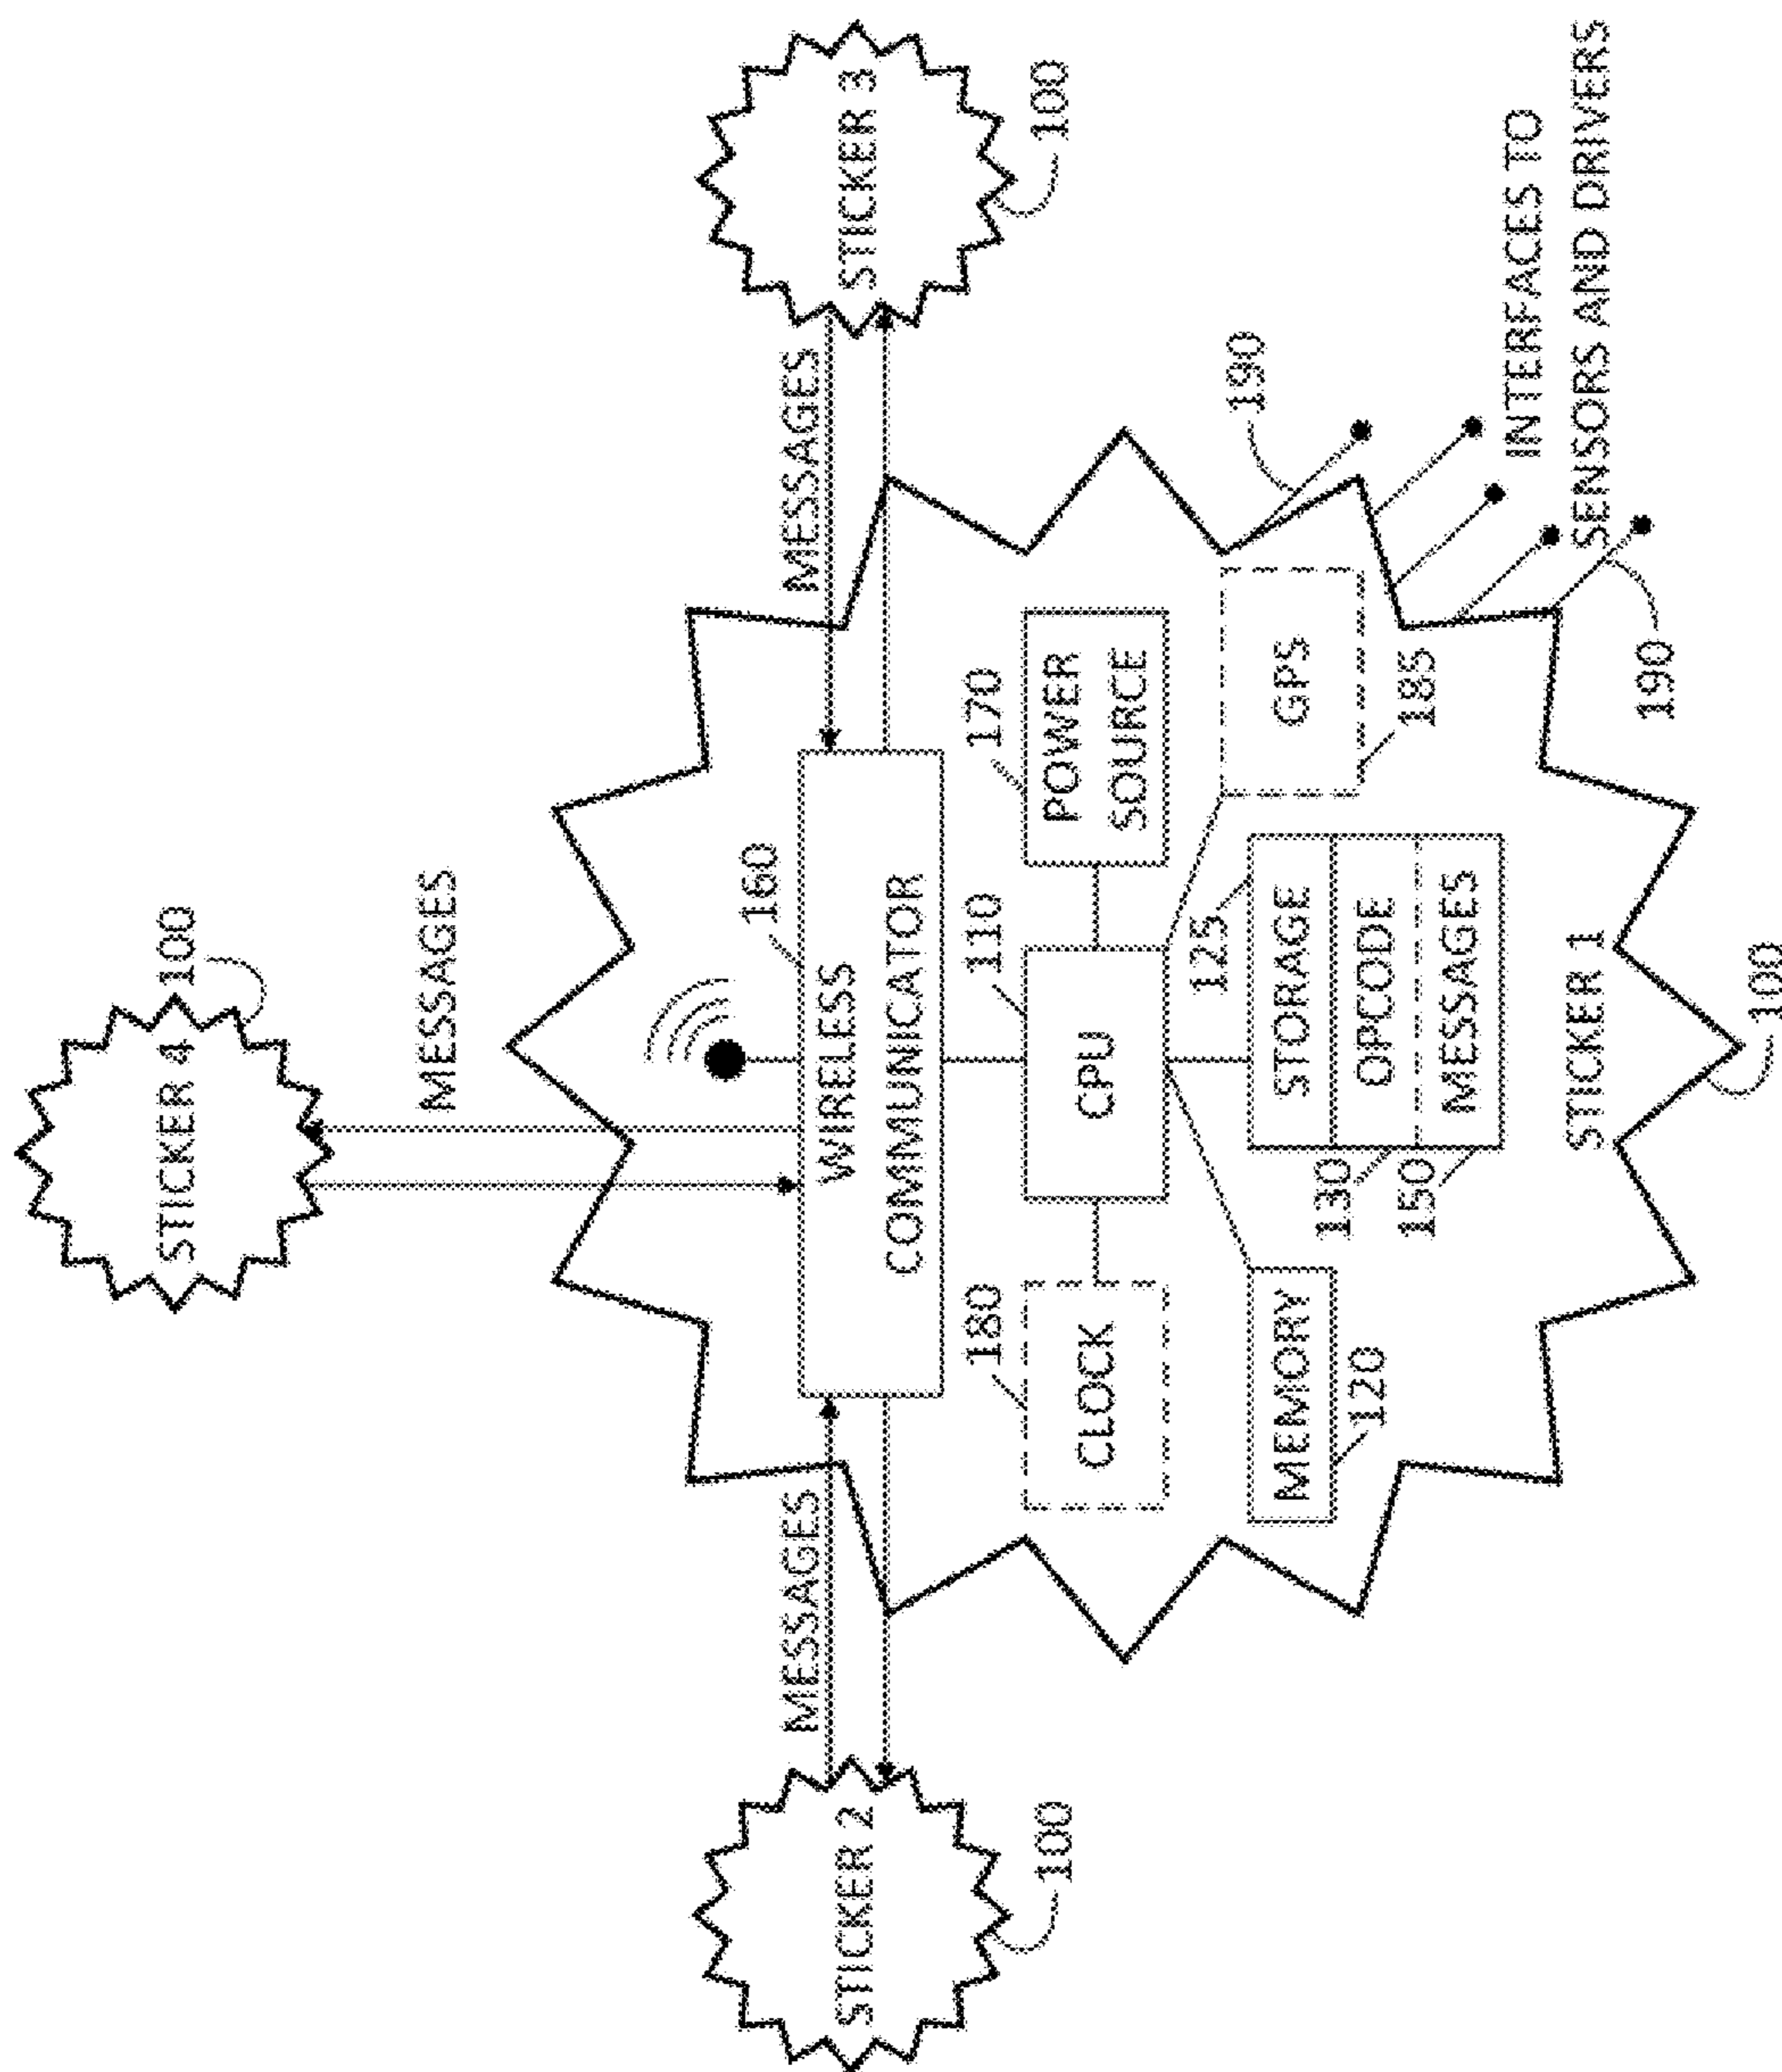 STICKER 4
100
MESSAGES
STICKER 2
100
MESSAGES
MESSAGES
STICKER 3
100
160
WIRELESS
COMMUNICATOR
180
CLOCK
110
CPU
170
POWER
SOURCE
190
MEMORY
120
125
STORAGE
130
OPCODE
150
MESSAGES
GPS
185
INTERFACES TO
SENSORS AND DRIVERS
190
STICKER 1
100